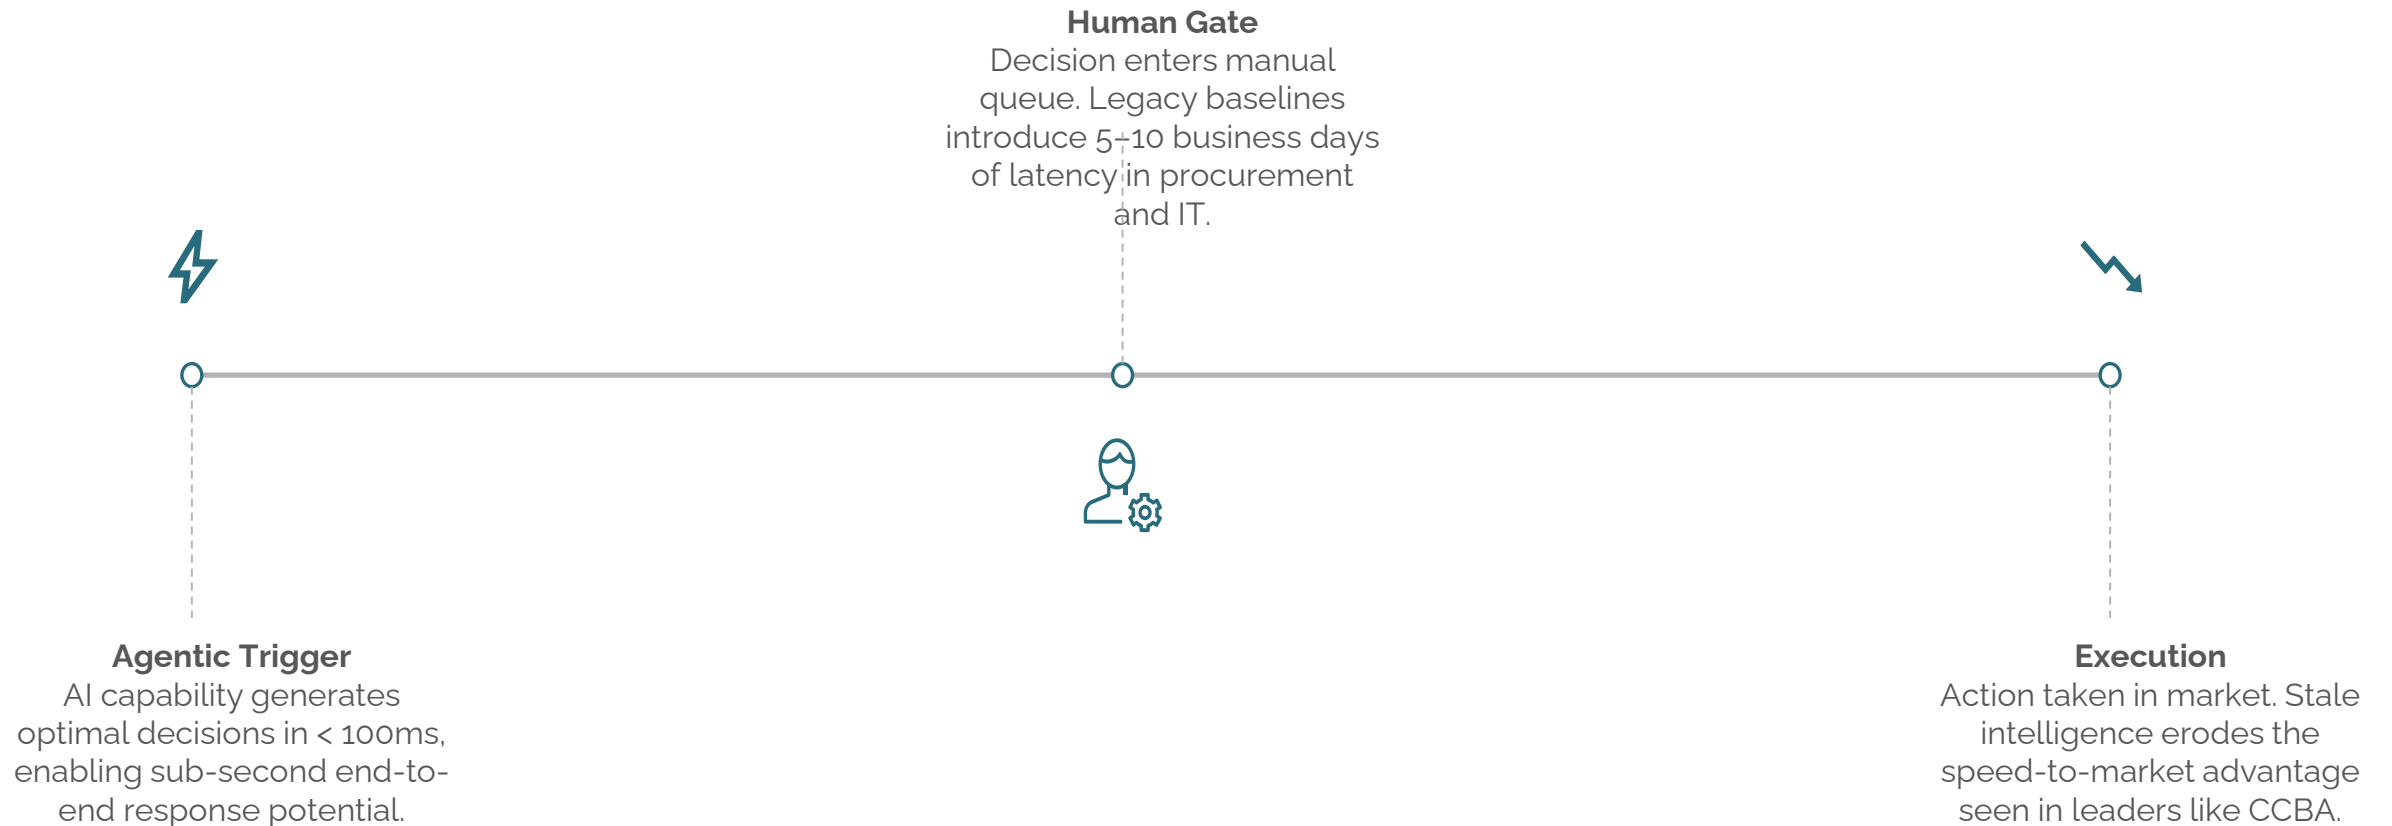 Human Gate
Decision enters manual
queue. Legacy baselines
introduce 5–10 business days
of latency in procurement
and IT.
Agentic Trigger
AI capability generates
optimal decisions in < 100ms,
enabling sub-second end-to-
end response potential.
Execution
Action taken in market. Stale
intelligence erodes the
speed-to-market advantage
seen in leaders like CCBA.